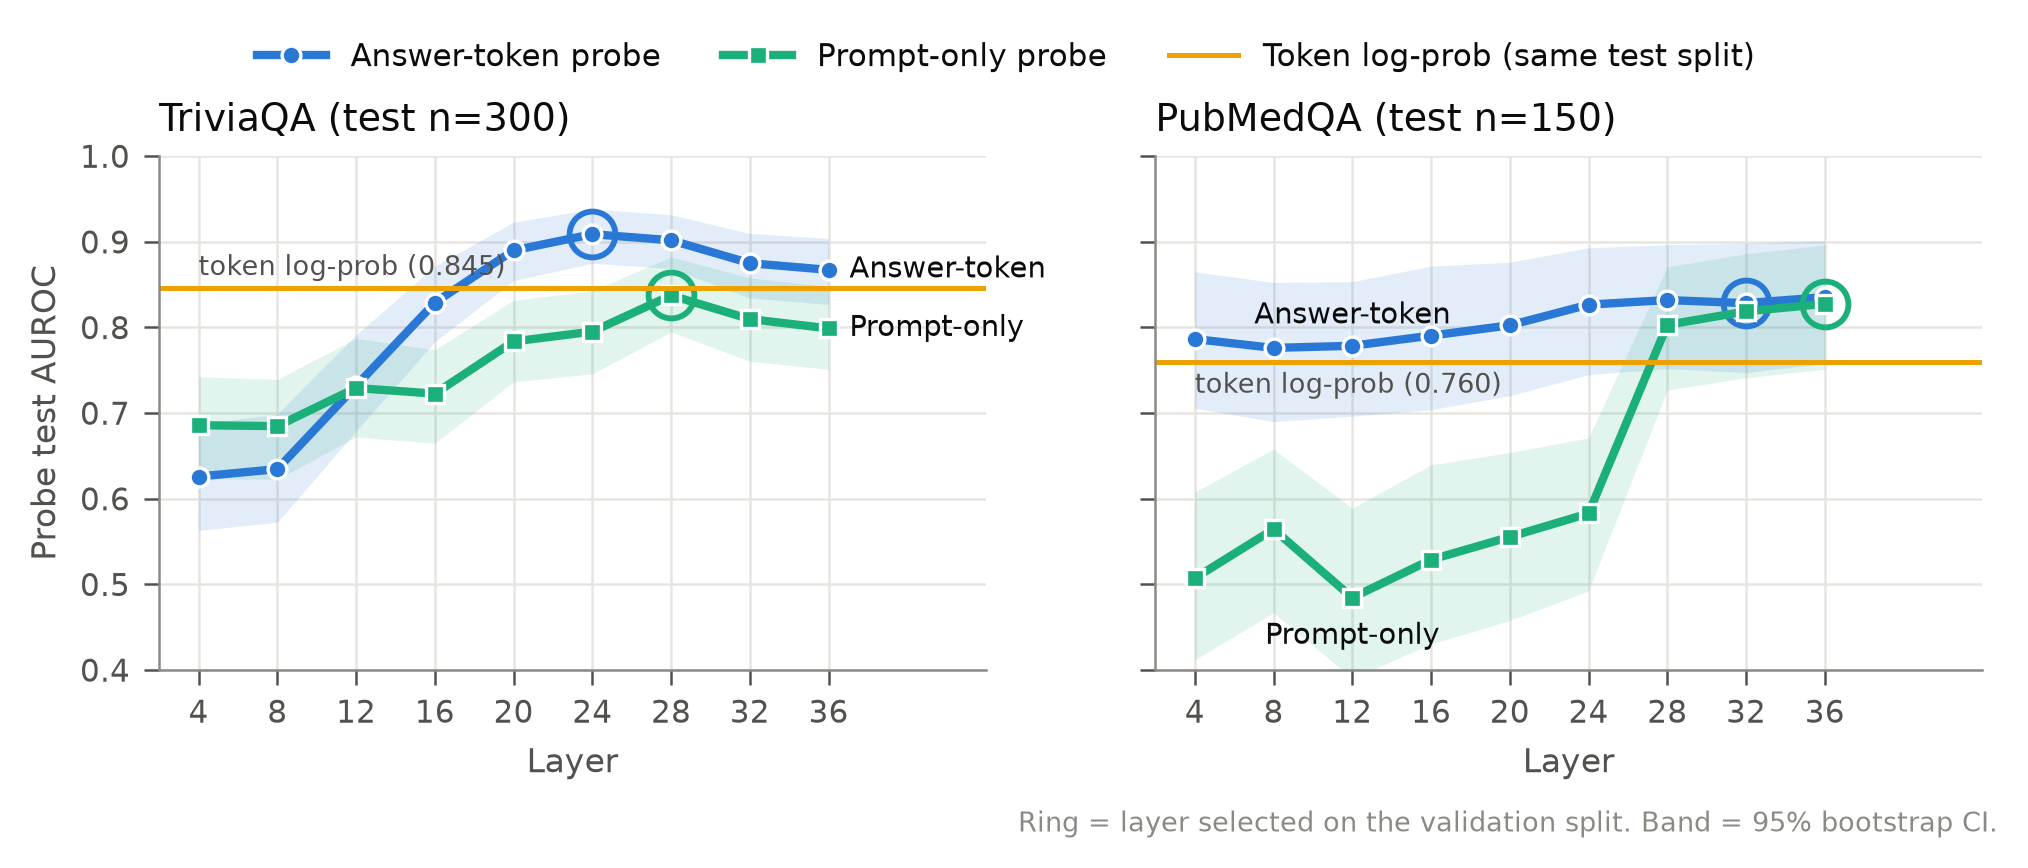 Answer-token probe Prompt-only probe Token log-prob (same test split)
TriviaQA (test n=300)
PubMedQA (test n=150)
Probe test AUROC
1.0
0.9
0.8
0.7
0.6
0.5
0.4
token log-prob (0.845)
Answer-token
Prompt-only
4 8 12 16 20 24 28 32 36
Layer
Answer-token
token log-prob (0.760)
Prompt-only
4 8 12 16 20 24 28 32 36
Layer
Ring = layer selected on the validation split. Band = 95% bootstrap CI.